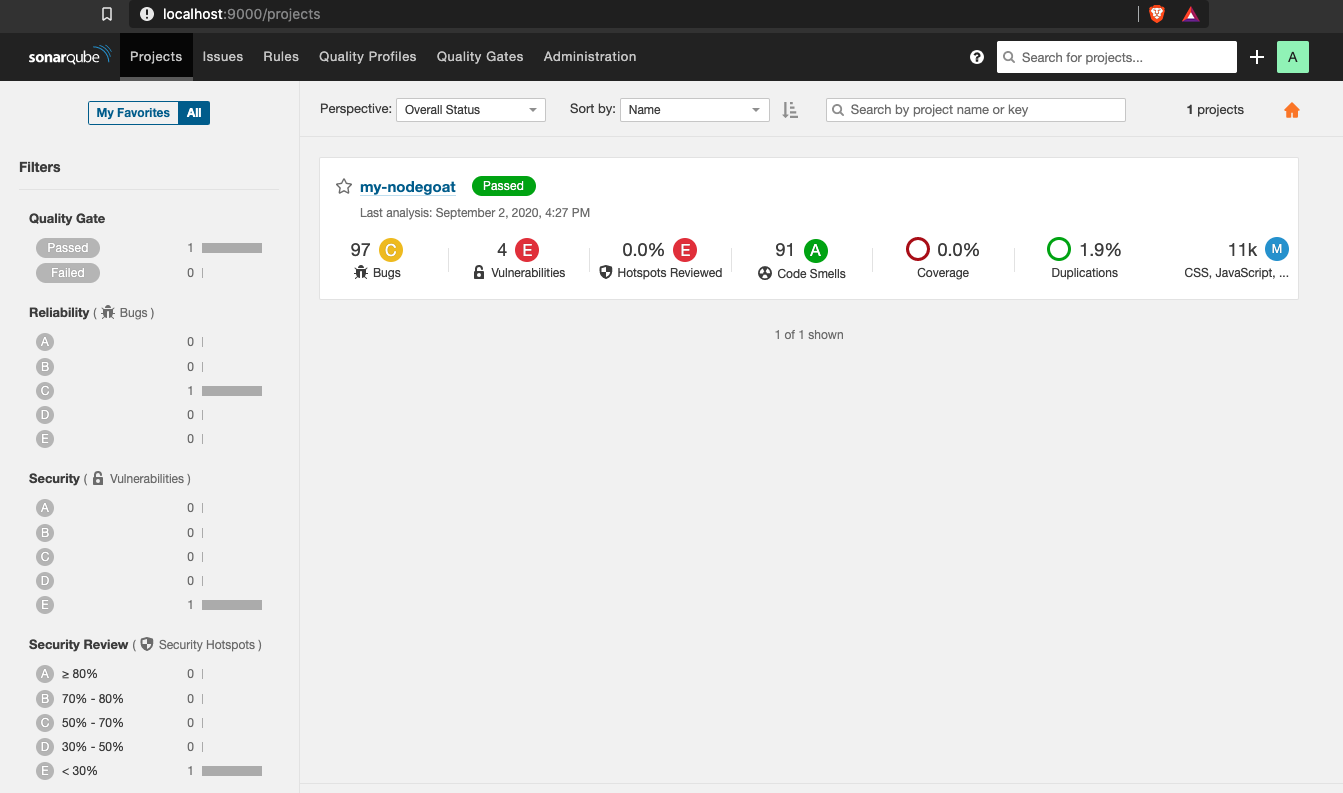 localhost:9000/projects
sonarqube Projects Issues Rules Quality Profiles Quality Gates Administration ? Search for projects... A
My Favorites All
Perspective: Overall Status Sort by: Name Search by project name or key 1 projects
Filters
Quality Gate
Passed 1
Failed 0
Reliability ( Bugs )
A 0
B 0
C 1
D 0
E 0
Security ( Vulnerabilities )
A 0
B 0
C 0
D 0
E 1
Security Review ( Security Hotspots )
A ≥ 80% 0
B 70% - 80% 0
C 50% - 70% 0
D 30% - 50% 0
E < 30% 1
my-nodegoat Passed
Last analysis: September 2, 2020, 4:27 PM
97 C 4 E 0.0% E 91 A 0.0% 1.9% 11k M
Bugs Vulnerabilities Hotspots Reviewed Code Smells Coverage Duplications CSS, JavaScript, ...
1 of 1 shown